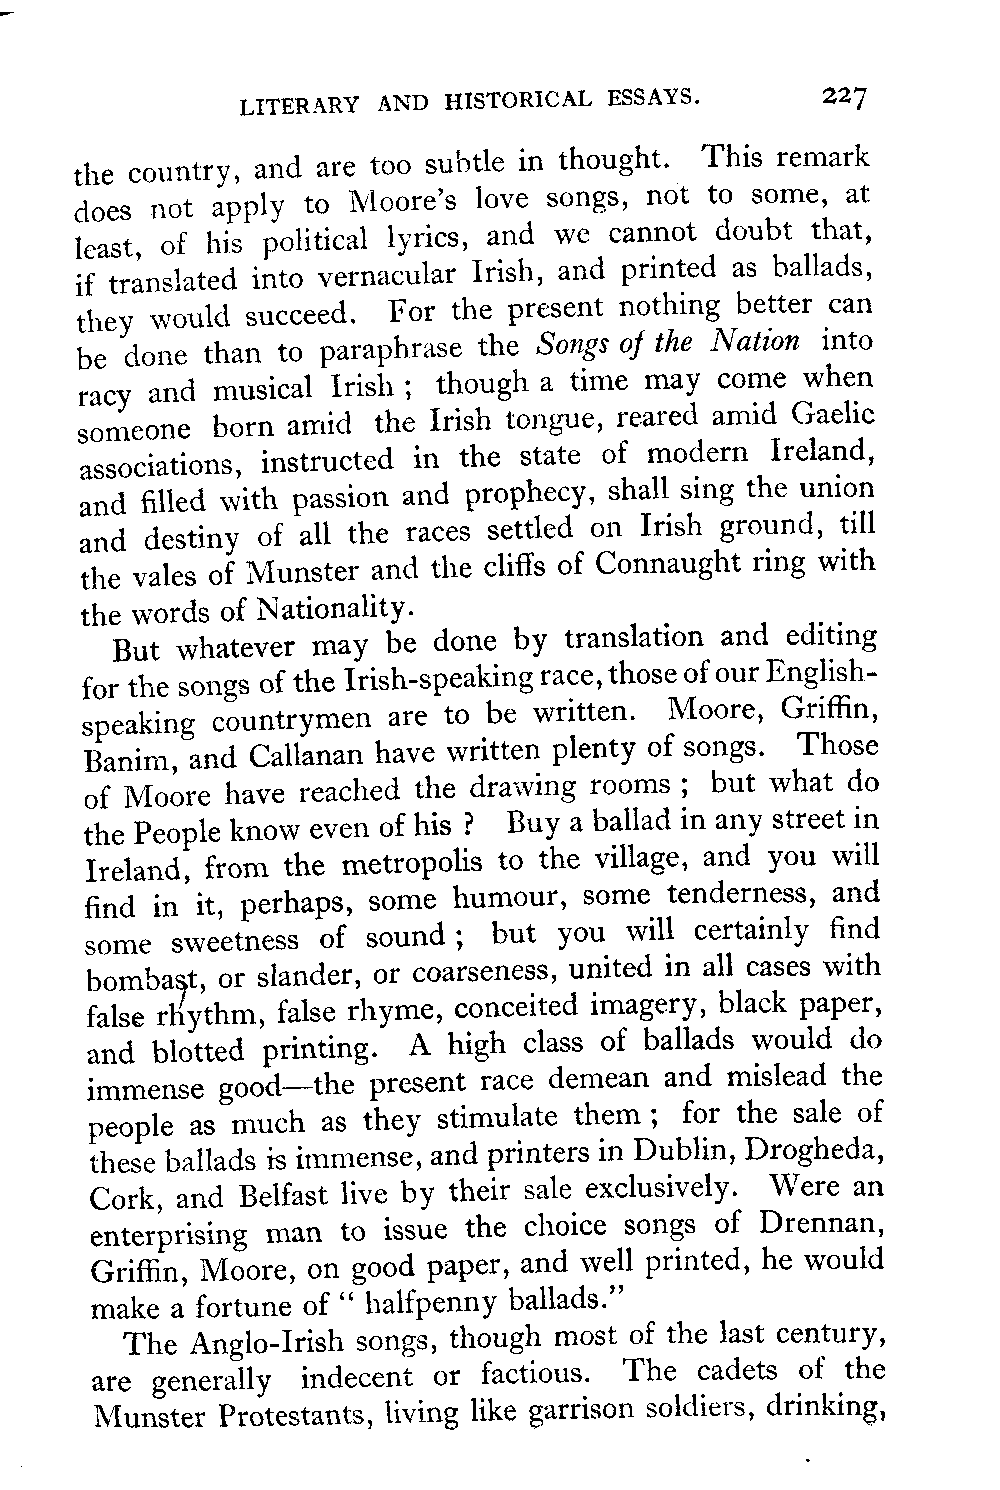 LITERARY AND HISTORICAL ESSAYS. 227
the country, and are too subtle in thought. This remark
does not apply to Moore's love songs, not to some, at
least, of his political lyrics, and we cannot doubt that,
if translated into vernacular Irish, and printed as ballads,
they would succeed. For the present nothing better can
be done than to paraphrase the Songs of the Nation into
racy and musical Irish ; though a time may come when
someone born amid the Irish tongue, reared amid Gaelic
associations, instructed in the state of modern Ireland,
and filled with passion and prophecy, shall sing the union
and destiny of all the races settled on Irish ground, till
the vales of Munster and the cliffs of Connaught ring with
the words of Nationality.
But whatever may be done by translation and editing
for the songs of the Irish-speaking race, those of our English-
speaking countrymen are to be written. Moore, Griffin,
Banim, and Callanan have written plenty of songs. Those
of Moore have reached the drawing rooms ; but what do
the People know even of his ? Buy a ballad in any street in
Ireland, from the metropolis to the village, and you will
find in it, perhaps, some humour, some tenderness, and
some sweetness of sound ; but you will certainly find
bombast, or slander, or coarseness, united in all cases with
false rhythm, false rhyme, conceited imagery, black paper,
and blotted printing. A high class of ballads would do
immense good—the present race demean and mislead the
people as much as they stimulate them ; for the sale of
these ballads is immense, and printers in Dublin, Drogheda,
Cork, and Belfast live by their sale exclusively. Were an
enterprising man to issue the choice songs of Drennan,
Griffin, Moore, on good paper, and well printed, he would
make a fortune of " halfpenny ballads."
The Anglo-Irish songs, though most of the last century,
are generally indecent or factious. The cadets of the
Munster Protestants, living like garrison soldiers, drinking,